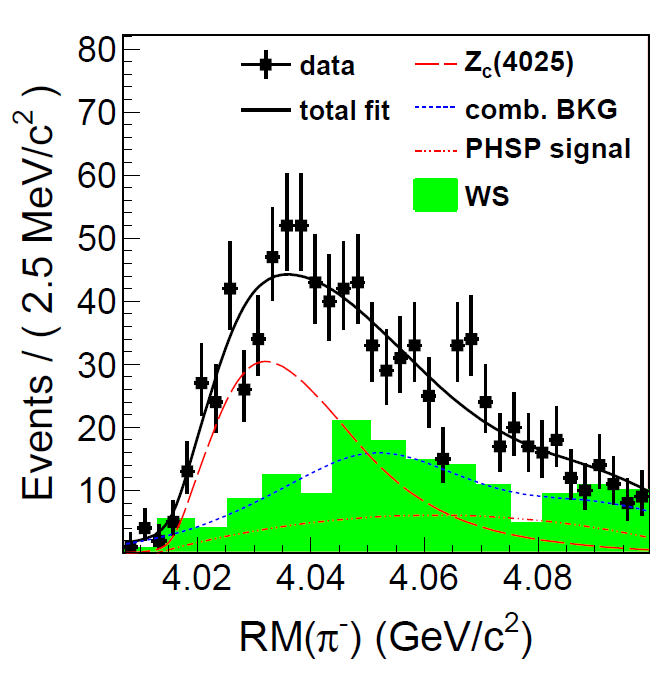 80
70
60
50
40
30
20
10
Events / ( 2.5 MeV/c²  )
data
total fit
Z_c(4025)
comb. BKG
PHSP signal
WS
4.02 4.04 4.06 4.08
RM(π⁻) (GeV/c²)